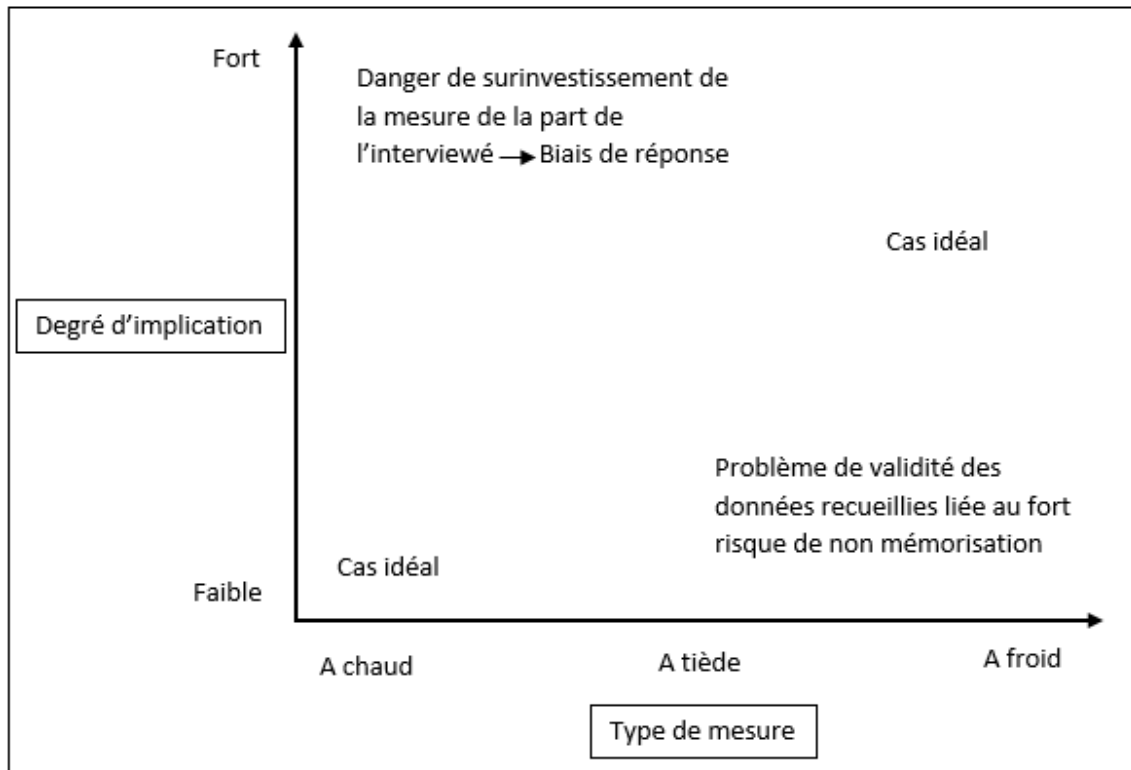 Fort
Danger de surinvestissement de
la mesure de la part de
l’interviewé → Biais de réponse
Cas idéal
Degré d’implication
Problème de validité des
données recueillies liée au fort
risque de non mémorisation
Cas idéal
Faible
A chaud
A tiède
A froid
Type de mesure